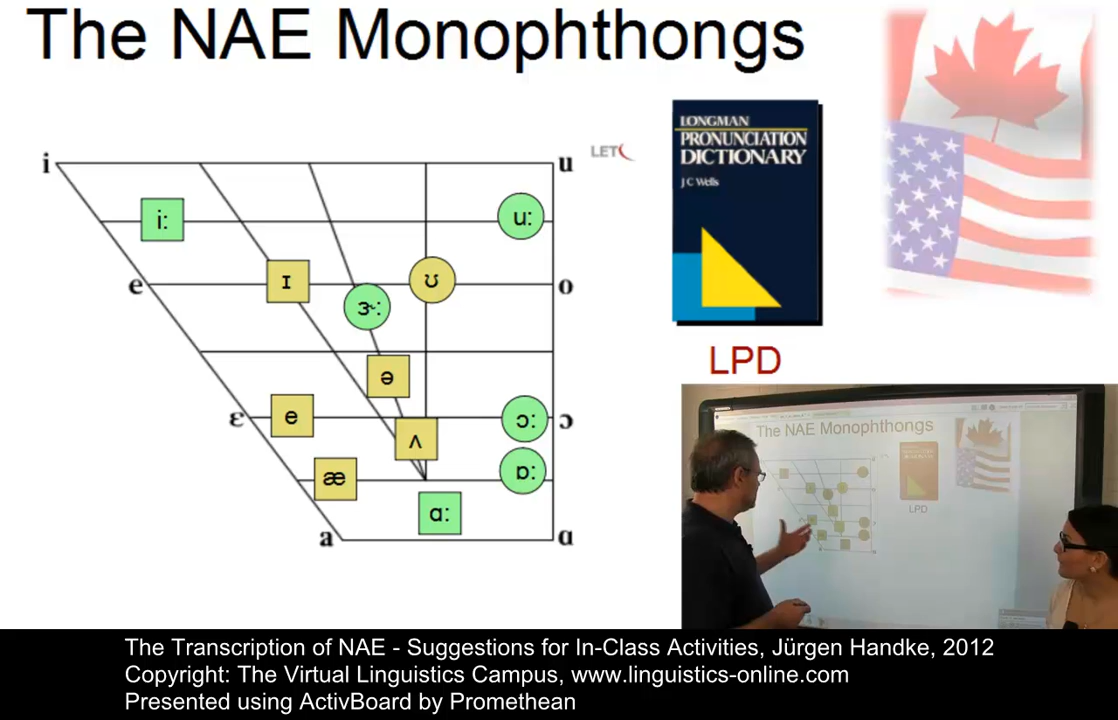 The NAE Monophthongs
LONGMAN
PRONUNCIATION
DICTIONARY
J C Wells
LET
i
u
i:
u:
e
ɪ
ʊ
o
ɝ:
ə
ɛ
e
ʌ
ɔ:
ɔ
æ
ɒ:
ɑ:
a
ɑ
LPD
The NAE Monophthongs
LPD
The Transcription of NAE - Suggestions for In-Class Activities, Jürgen Handke, 2012
Copyright: The Virtual Linguistics Campus, www.linguistics-online.com
Presented using ActivBoard by Promethean